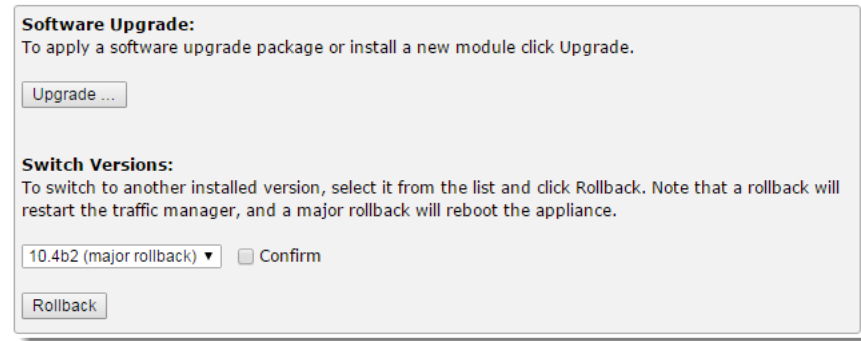 Software Upgrade:
To apply a software upgrade package or install a new module click Upgrade.
Upgrade ...
Switch Versions:
To switch to another installed version, select it from the list and click Rollback. Note that a rollback will
restart the traffic manager, and a major rollback will reboot the appliance.
10.4b2 (major rollback) ▼ Confirm
Rollback